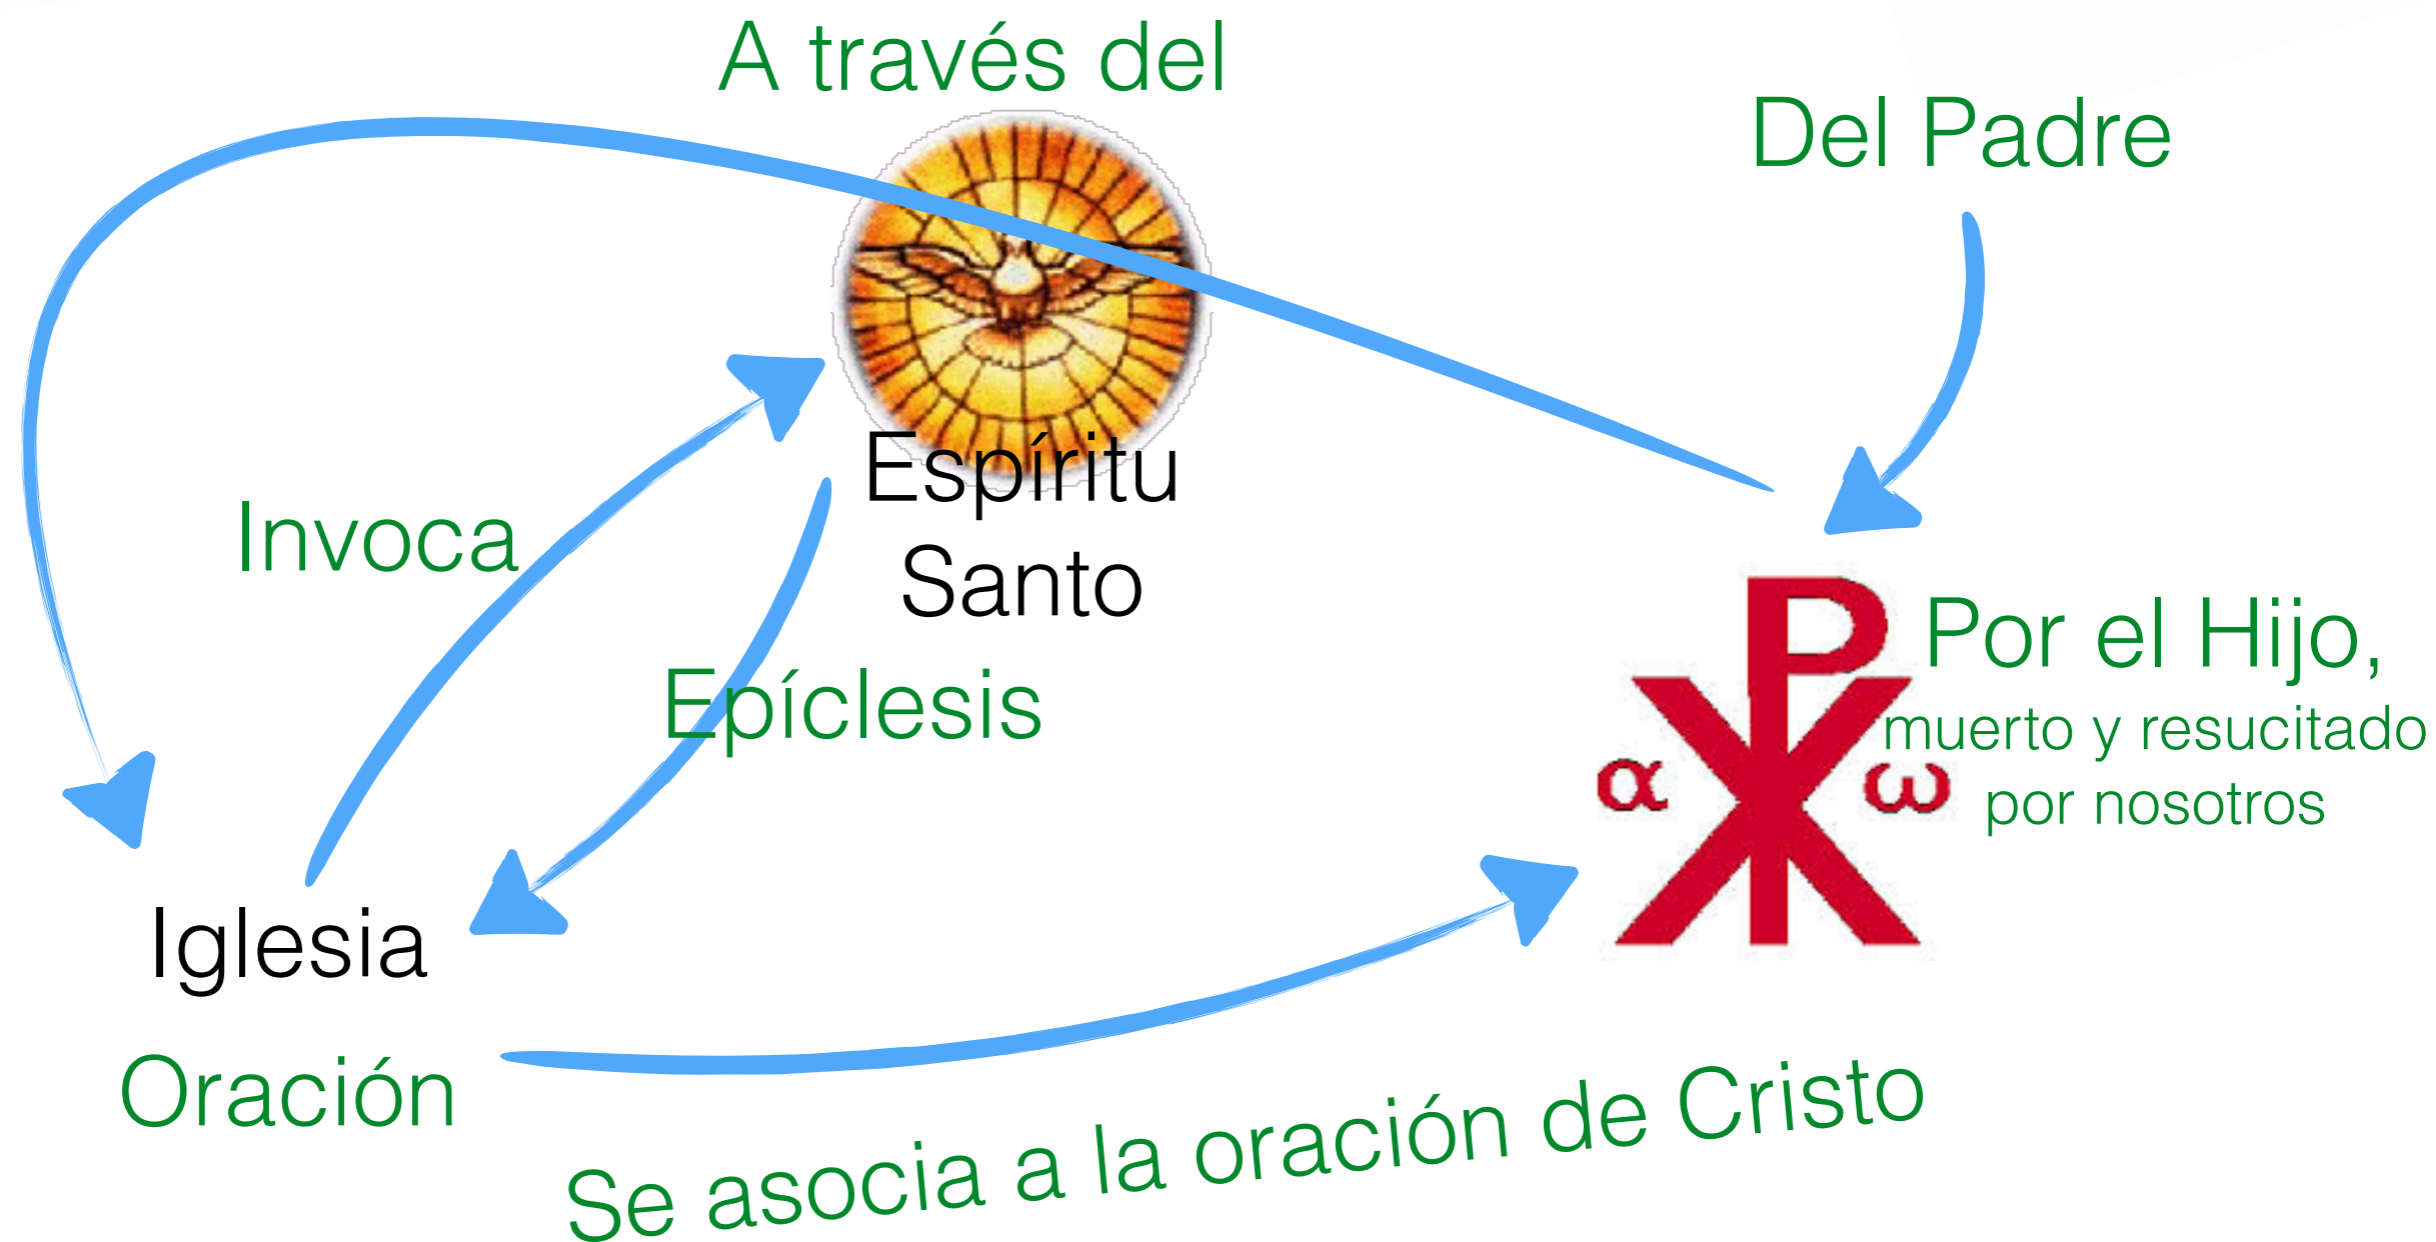 A través del
Del Padre
Espíritu
Santo
Invoca
Epíclesis
Por el Hijo,
muerto y resucitado
por nosotros
α
ω
Iglesia
Oración
Se asocia a la oración de Cristo